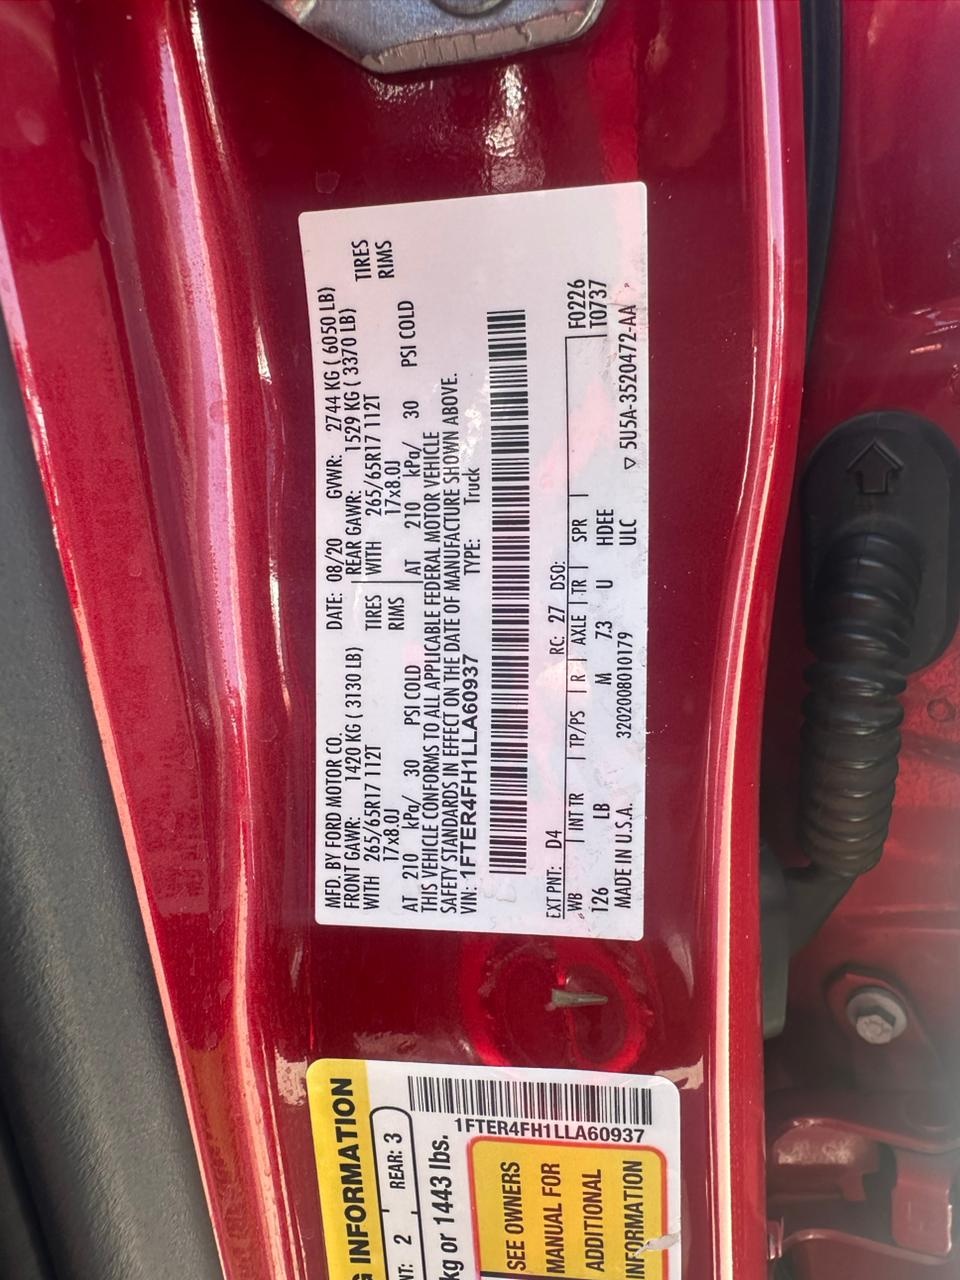 MFD. BY FORD MOTOR CO.
DATE: 08/20 GVWR: 2744 KG ( 6050 LB)
FRONT GAWR: 1420 KG ( 3130 LB)
REAR GAWR: 1529 KG ( 3370 LB)
WITH 265/65R17 112T TIRES
WITH 265/65R17 112T TIRES
17x8.0J RIMS
17x8.0J RIMS
AT 210 kPa/ 30 PSI COLD
AT 210 kPa/ 30 PSI COLD
THIS VEHICLE CONFORMS TO ALL APPLICABLE FEDERAL MOTOR VEHICLE
SAFETY STANDARDS IN EFFECT ON THE DATE OF MANUFACTURE SHOWN ABOVE.
VIN: 1FTER4FH1LLA60937 TYPE: Truck
F0226
T0737
EXT PNT: D4 RC: 27 DSO:
WB INT TR TP/PS R AXLE TR SPR
126 LB M 7.3 U HDEE
ULC
MADE IN U.S.A. 320200810179
5U5A-3520472-AA
G INFORMATION
NT: 2 REAR: 3
kg or 1443 lbs.
1FTER4FH1LLA60937
SEE OWNERS
MANUAL FOR
ADDITIONAL
INFORMATION